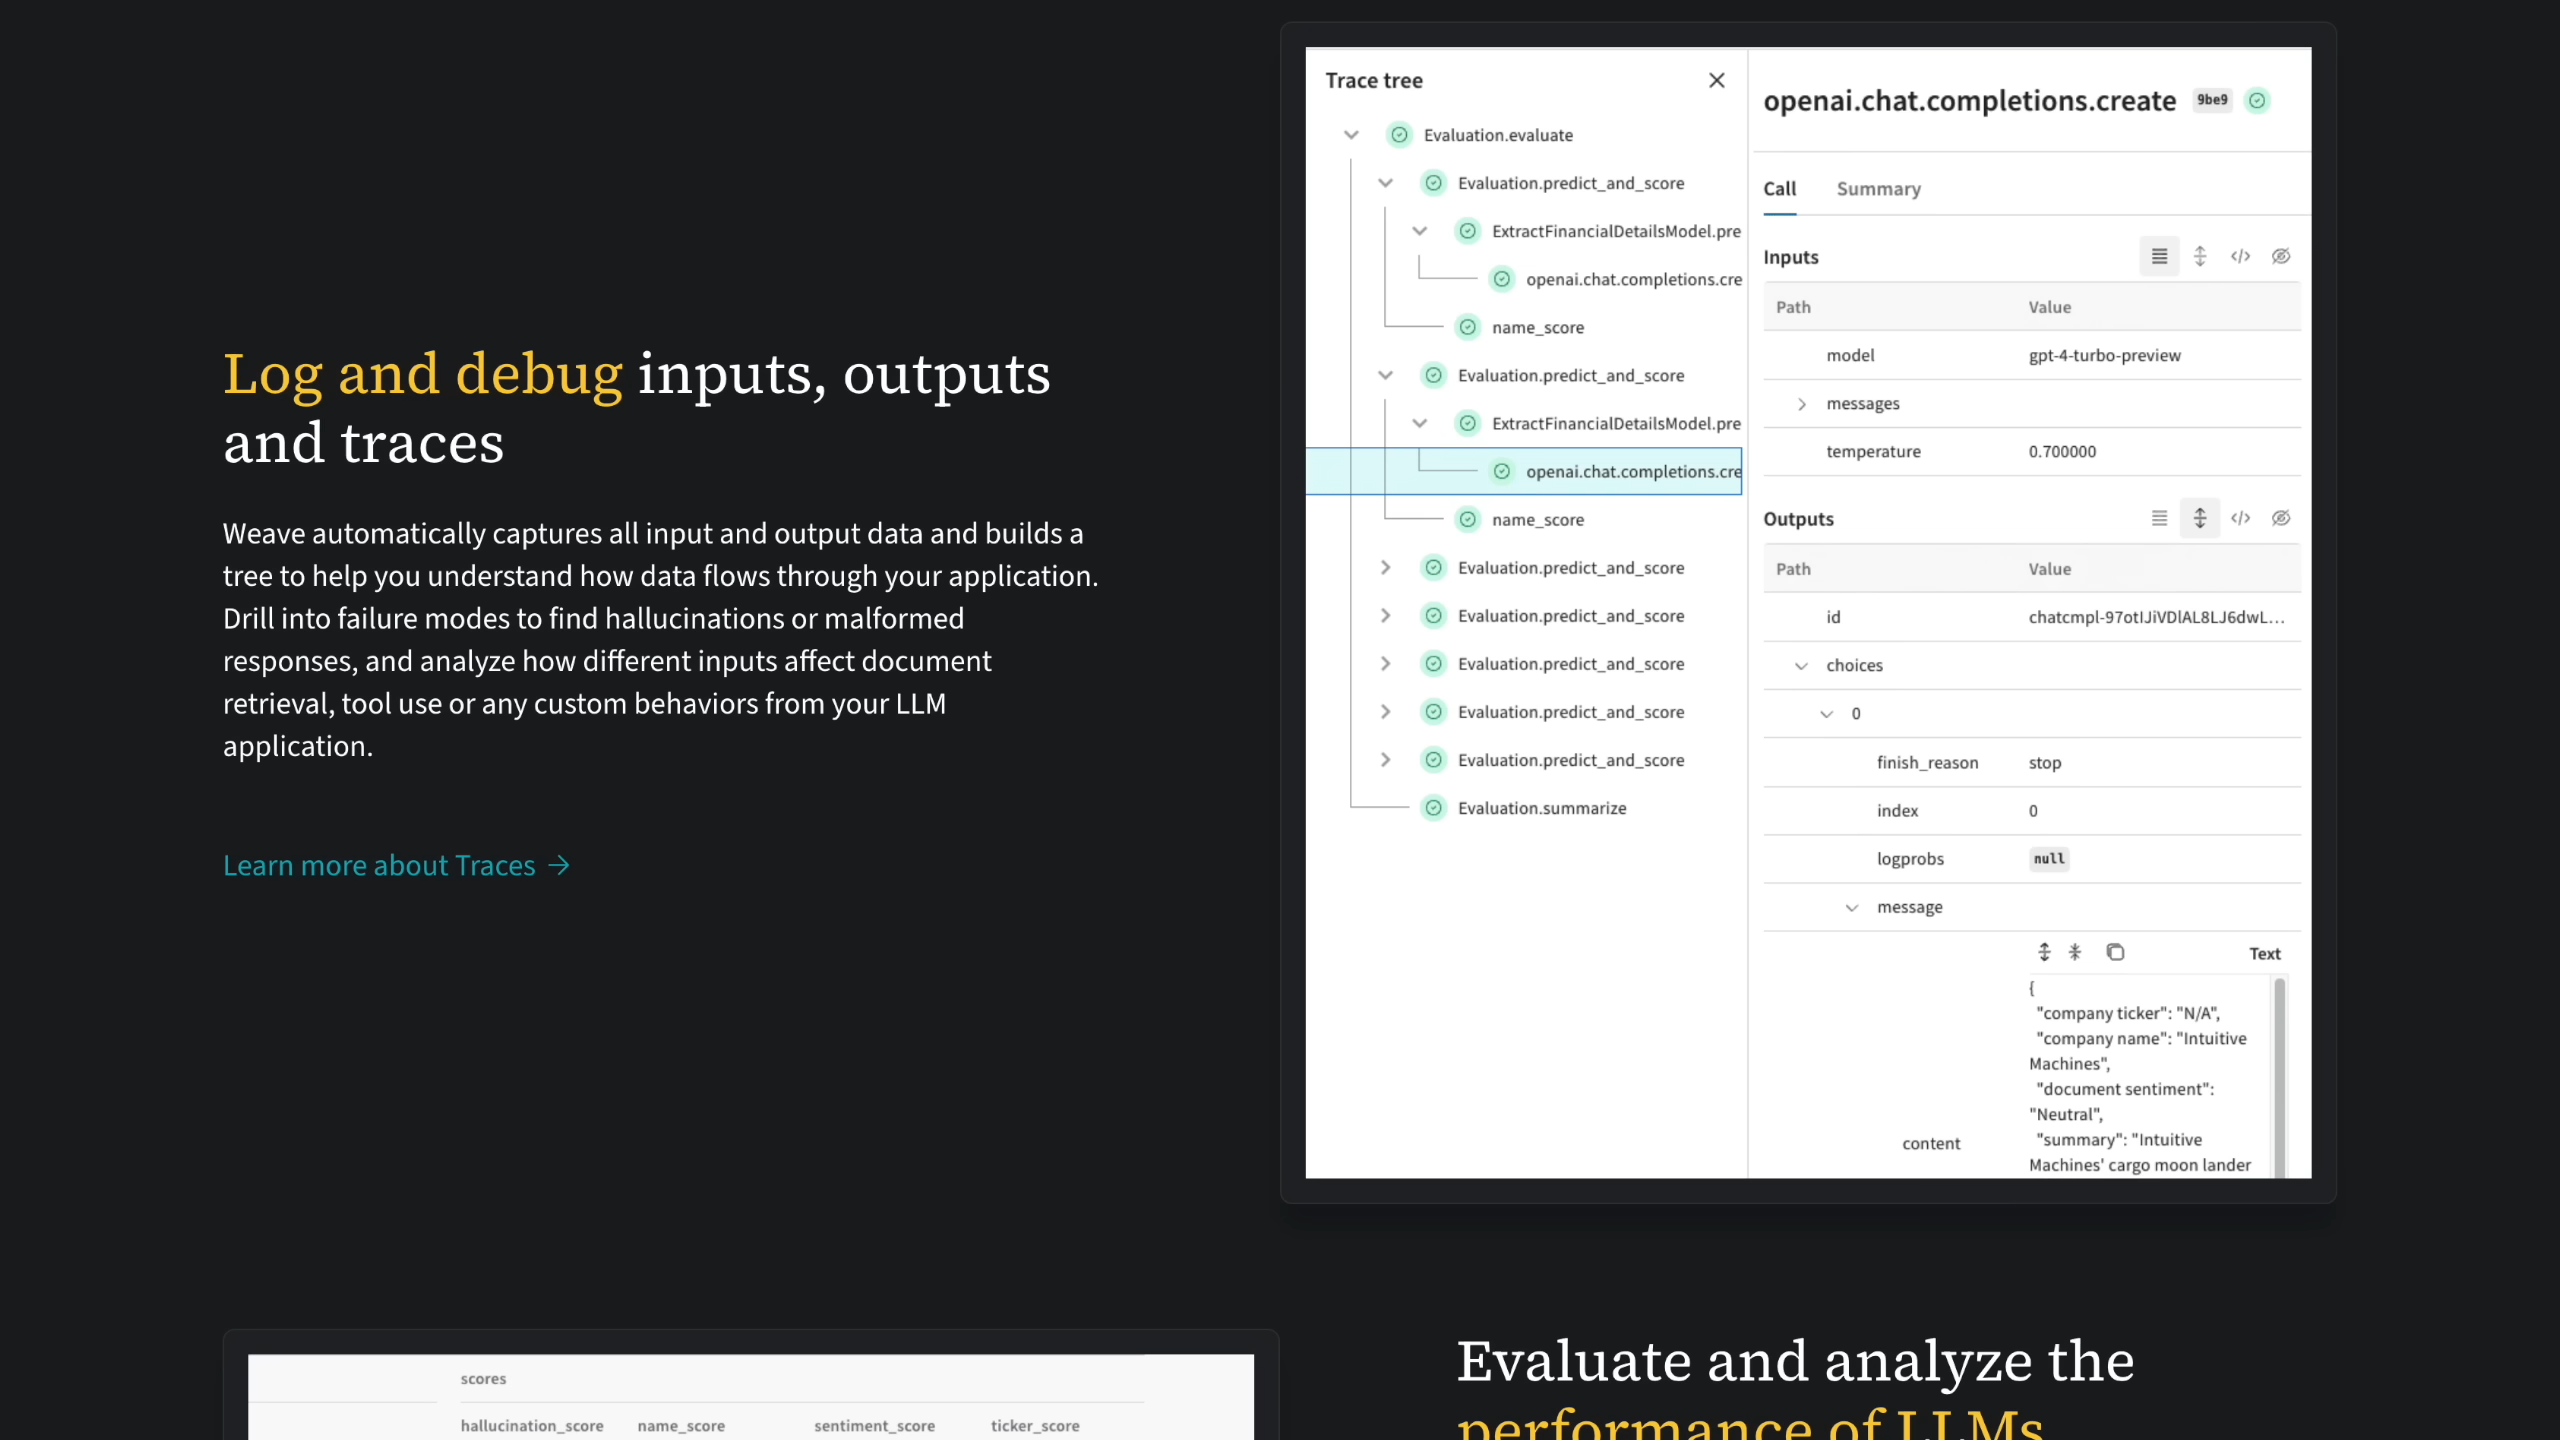 Log and debug inputs, outputs
and traces
Weave automatically captures all input and output data and builds a
tree to help you understand how data flows through your application.
Drill into failure modes to find hallucinations or malformed
responses, and analyze how different inputs affect document
retrieval, tool use or any custom behaviors from your LLM
application.
Learn more about Traces →
Trace tree
Evaluation.evaluate
Evaluation.predict_and_score
ExtractFinancialDetailsModel.pre
openai.chat.completions.cre
name_score
Evaluation.predict_and_score
ExtractFinancialDetailsModel.pre
openai.chat.completions.cre
name_score
Evaluation.predict_and_score
Evaluation.predict_and_score
Evaluation.predict_and_score
Evaluation.predict_and_score
Evaluation.predict_and_score
Evaluation.summarize
openai.chat.completions.create 9be9
Call Summary
Inputs
Path Value
model gpt-4-turbo-preview
messages
temperature 0.700000
Outputs
Path Value
id chatcmpl-97otIJiVDlAL8LJ6dwL...
choices
0
finish_reason stop
index 0
logprobs null
message
Text
{
"company ticker": "N/A",
"company name": "Intuitive
Machines",
"document sentiment":
"Neutral",
"summary": "Intuitive
content
Machines' cargo moon lander
scores
hallucination_score name_score sentiment_score ticker_score
Evaluate and analyze the
performance of LLMs